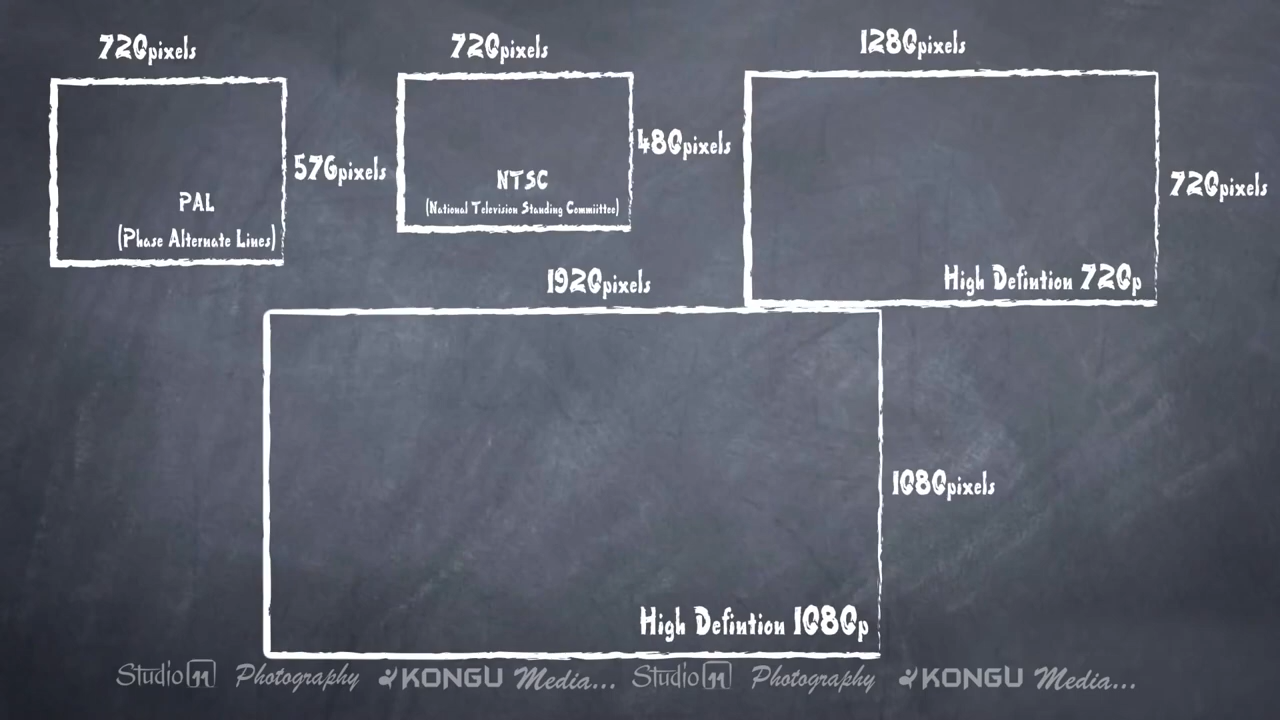 720pixels
576pixels
PAL
(Phase Alternate Lines)
720pixels
480pixels
NTSC
(National Television Standing Commiittee)
1280pixels
720pixels
High Defintion 720p
1920pixels
1080pixels
High Defintion 1080p
Studio 11 Photography KONGU Media... Studio 11 Photography KONGU Media...